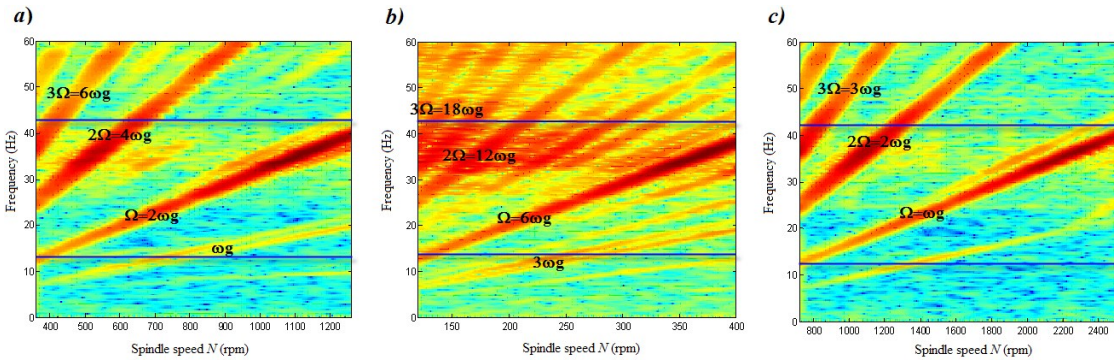 a)
60
50
40
30
20
10
0
Frequency (Hz)
3Ω=6ωg
2Ω=4ωg
Ω=2ωg
ωg
400 500 600 700 800 900 1000 1100 1200
Spindle speed N (rpm)
b)
60
50
40
30
20
10
0
Frequency (Hz)
3Ω=18ωg
2Ω=12ωg
Ω=6ωg
3ωg
150 200 250 300 350 400
Spindle speed N (rpm)
c)
60
50
40
30
20
10
0
Frequency (Hz)
3Ω=3ωg
2Ω=2ωg
Ω=ωg
800 1000 1200 1400 1600 1800 2000 2200 2400
Spindle speed N (rpm)